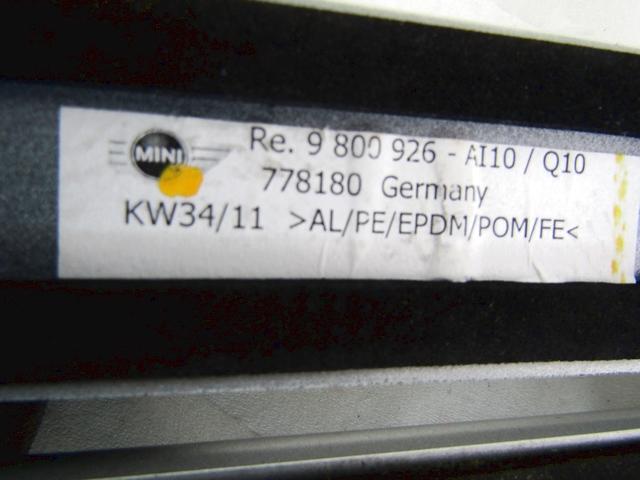 MINI
Re. 9 800 926 - AI10 / Q10
778180 Germany
KW34/11 >AL/PE/EPDM/POM/FE<